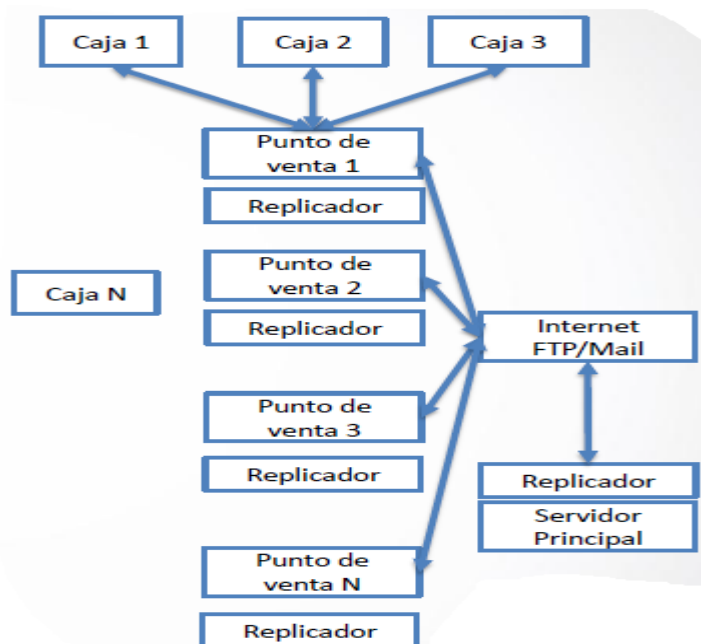 Caja 1
Caja 2
Caja 3
Punto de
venta 1
Replicador
Punto de
venta 2
Caja N
Replicador
Internet
FTP/Mail
Punto de
venta 3
Replicador
Replicador
Servidor
Principal
Punto de
venta N
Replicador